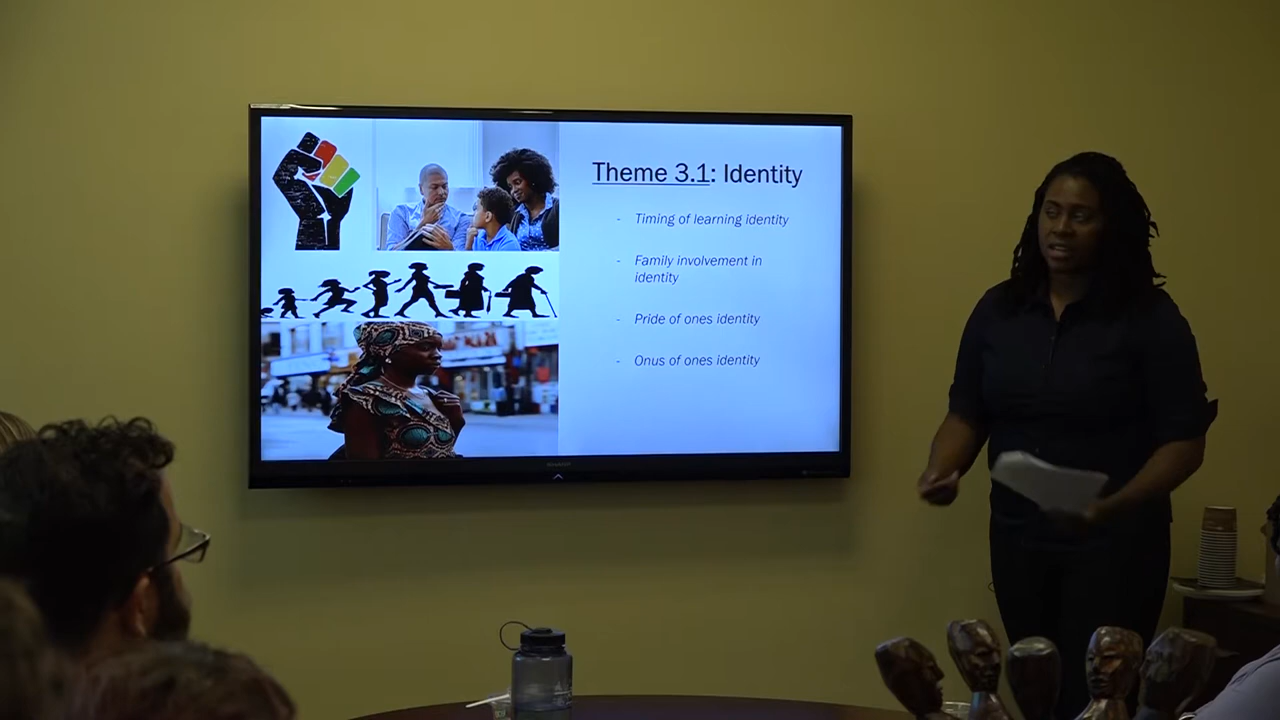 Theme 3.1: Identity
- Timing of learning identity
- Family involvement in
identity
- Pride of ones identity
- Onus of ones identity
SHARP